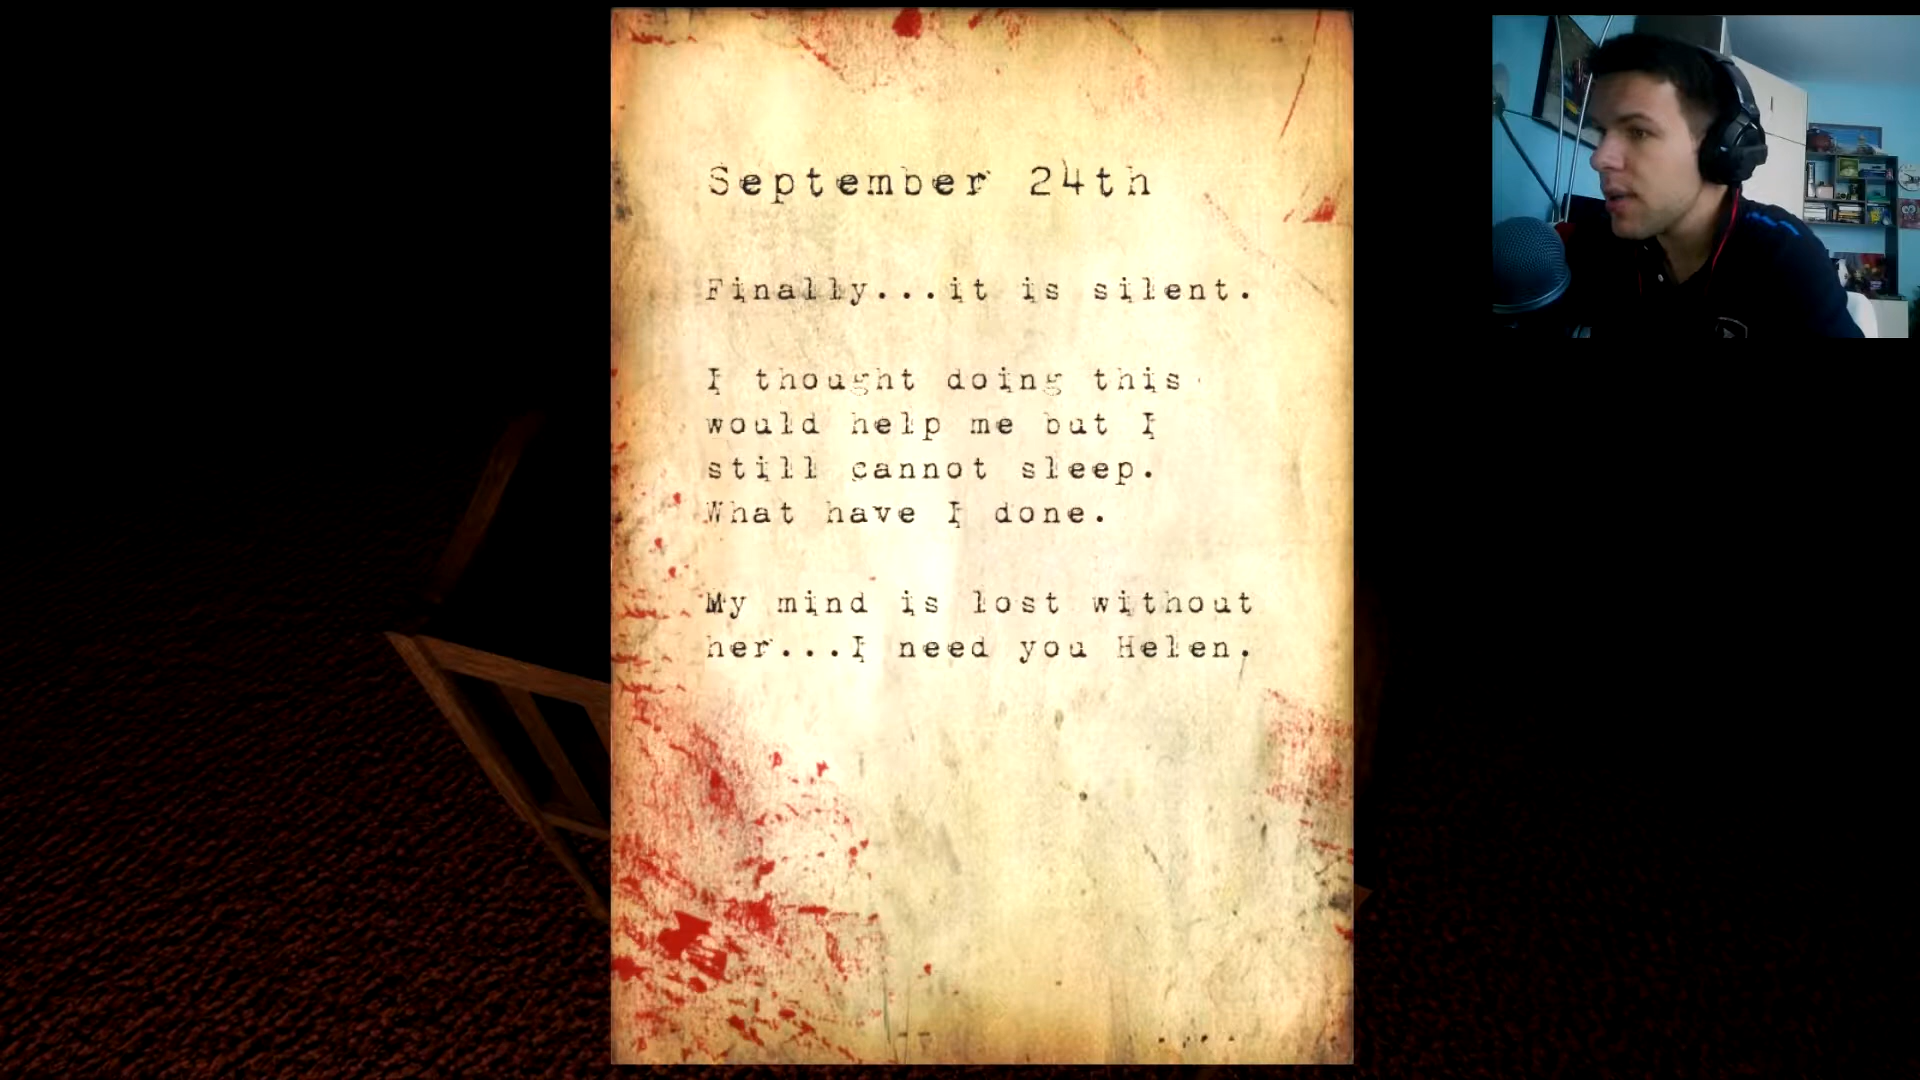 September 24th
Finally...it is silent.
I thought doing this
would help me but I
still cannot sleep.
What have I done.
My mind is lost without
her...I need you Helen.